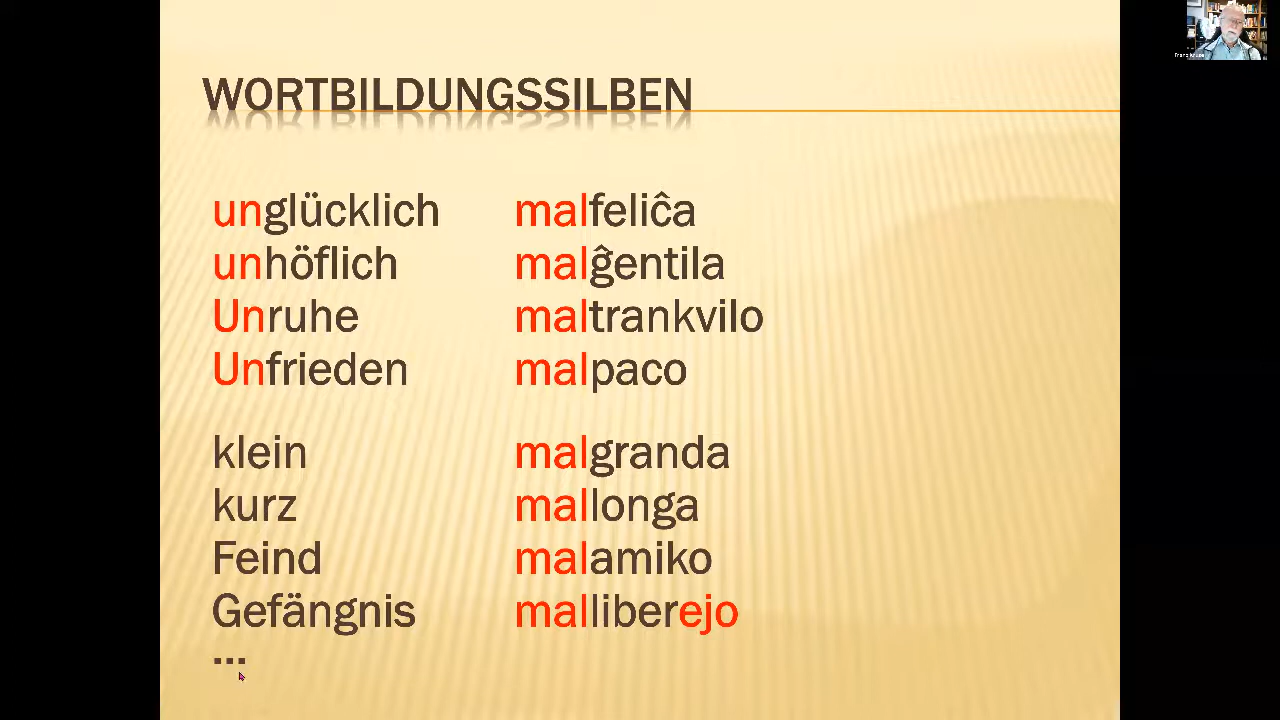 WORTBILDUNGSSILBEN
unglücklich malfeliĉa
unhöflich malĝentila
Unruhe maltrankvilo
Unfrieden malpaco
klein malgranda
kurz mallonga
Feind malamiko
Gefängnis malliberejo
...